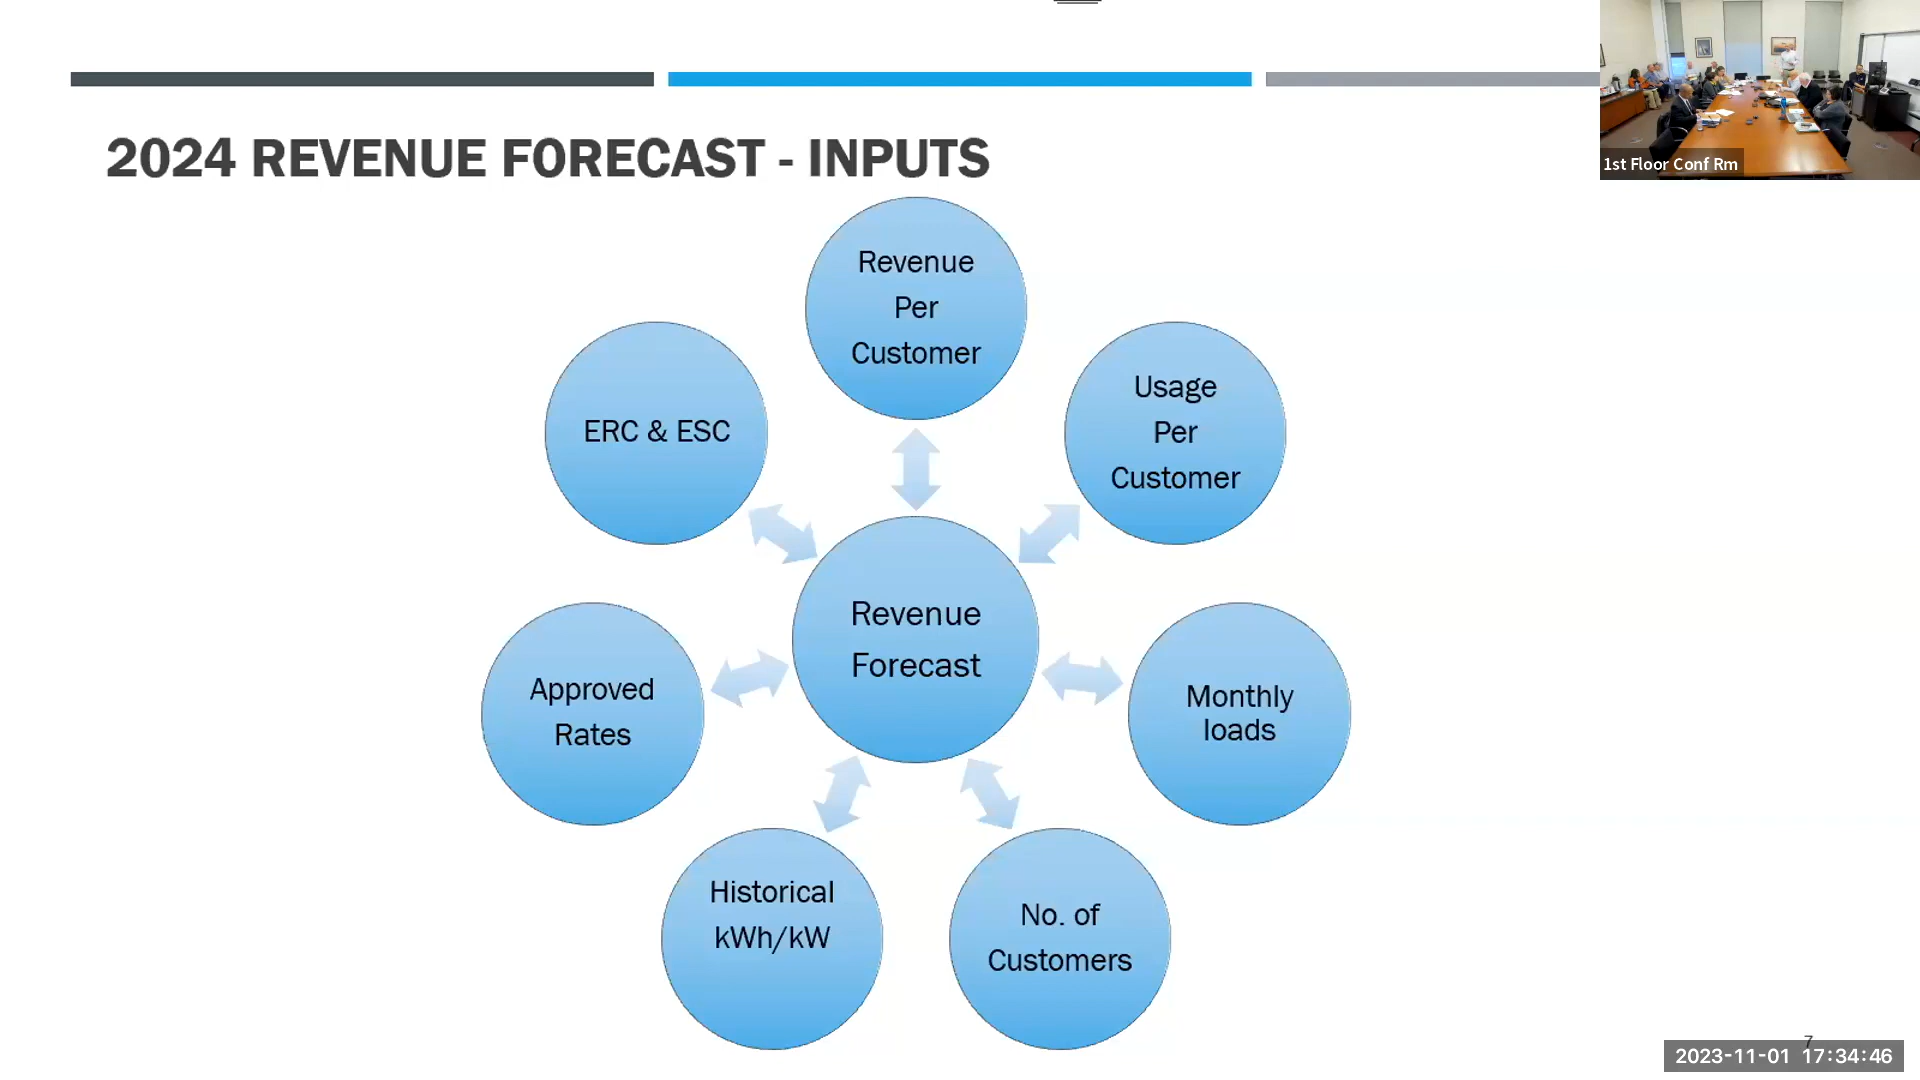 1st Floor Conf Rm
2024 REVENUE FORECAST - INPUTS
Revenue
Per
Customer
Usage
Per
Customer
ERC & ESC
Revenue
Forecast
Approved
Rates
Monthly
loads
Historical
kWh/kW
No. of
Customers
7
2023-11-01 17:34:46